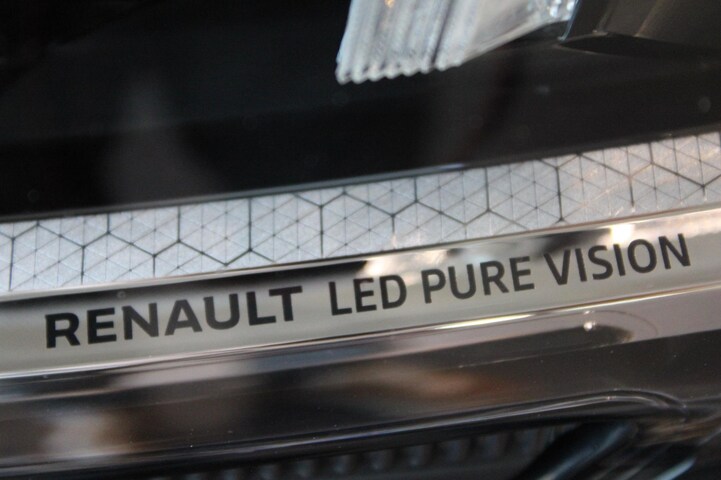 RENAULT LED PURE VISION